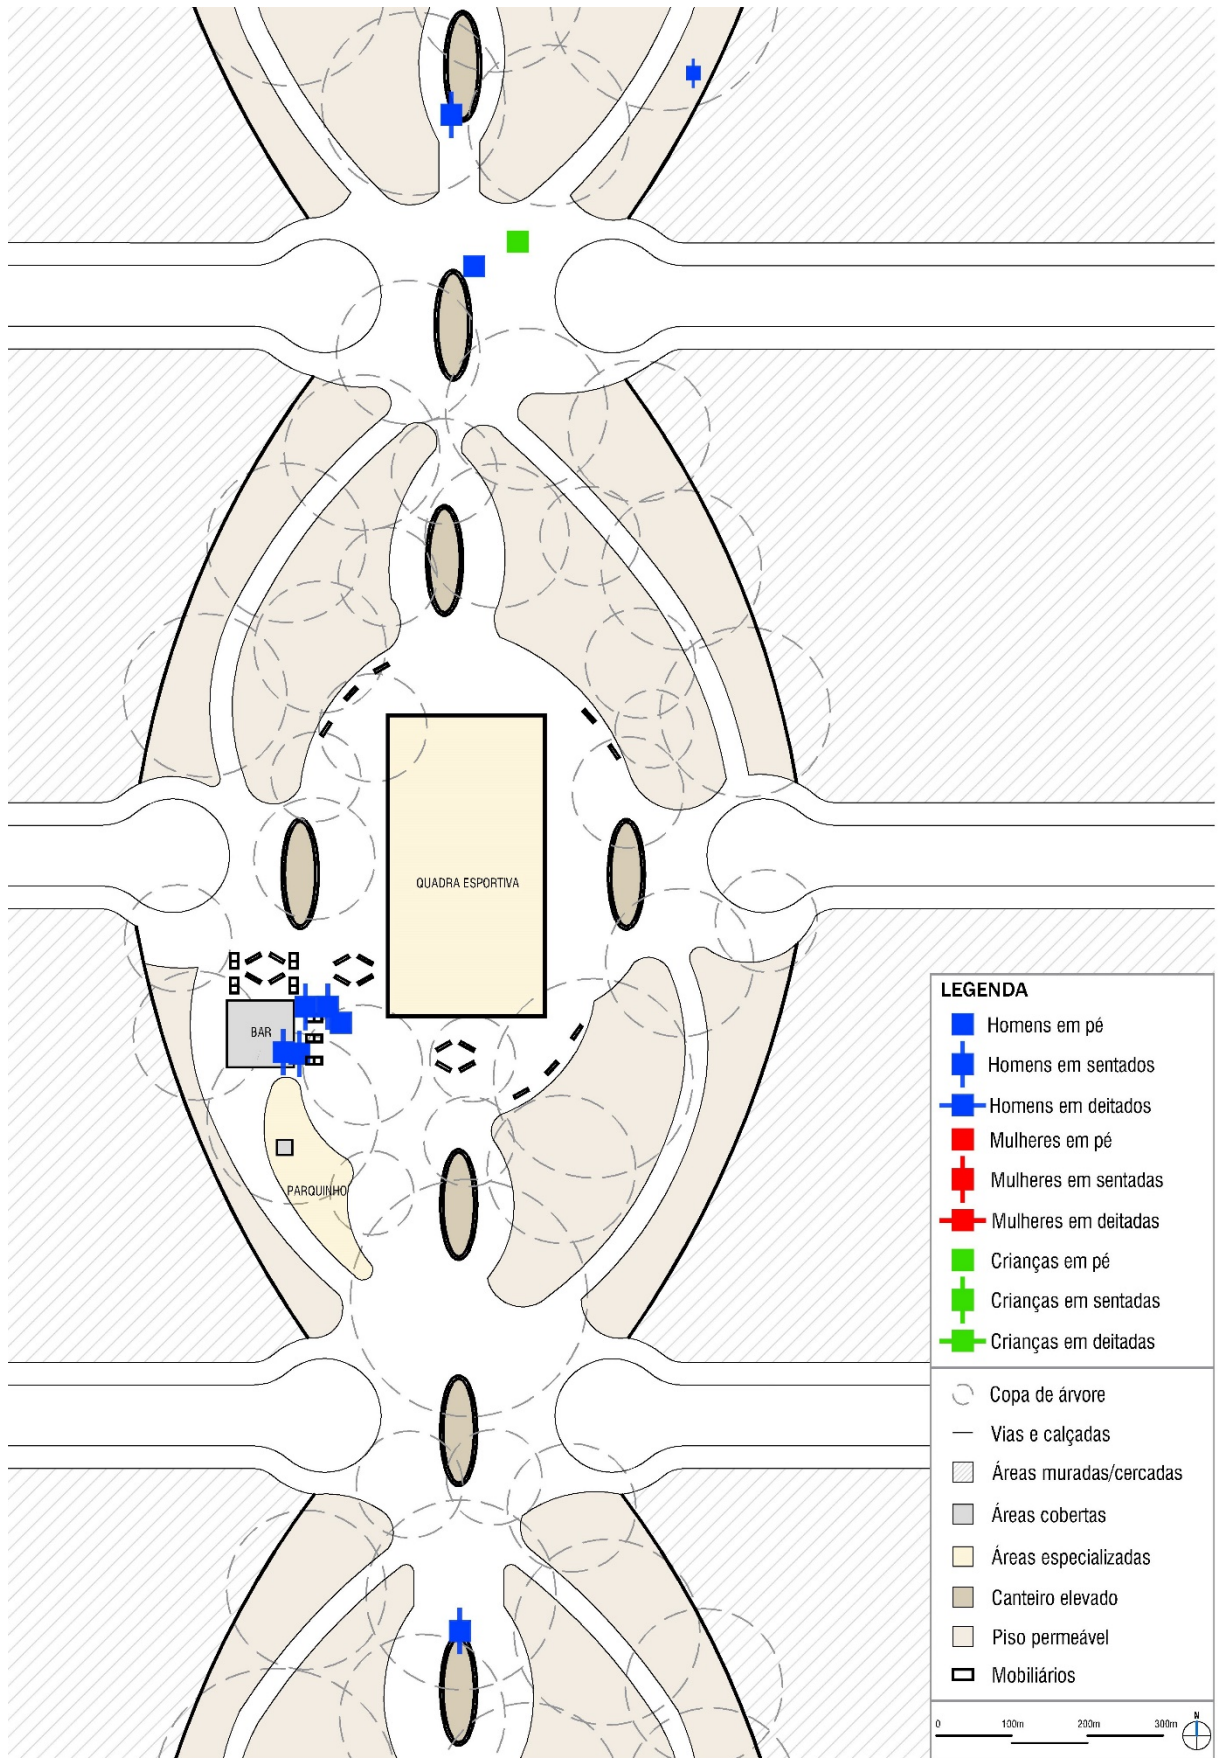 QUADRA ESPORTIVA
BAR
PARQUINHO
LEGENDA
Homens em pé
Homens em sentados
Homens em deitados
Mulheres em pé
Mulheres em sentadas
Mulheres em deitadas
Crianças em pé
Crianças em sentadas
Crianças em deitadas
Copa de árvore
Vias e calçadas
Áreas muradas/cercadas
Áreas cobertas
Áreas especializadas
Canteiro elevado
Piso permeável
Mobiliários
0 100m 200m 300m N